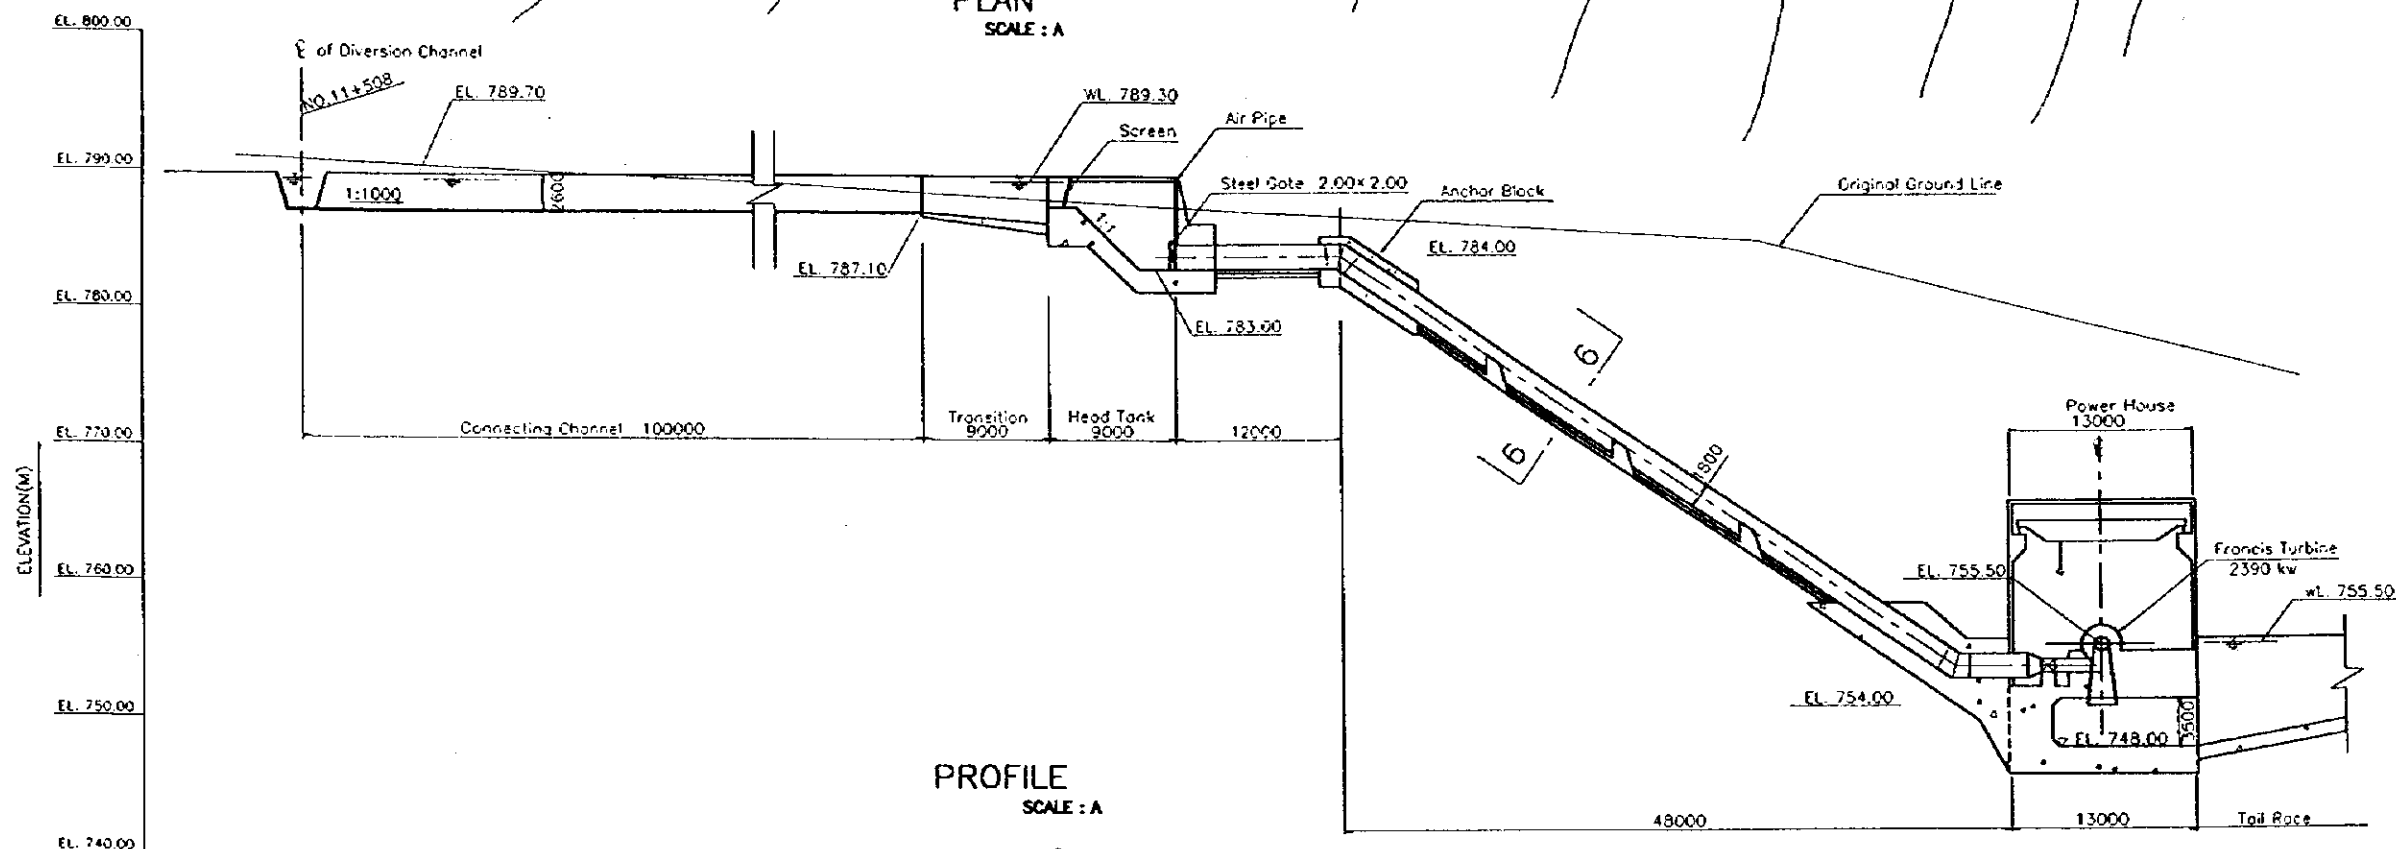 PLAN
SCALE : A
EL. 800.00
℄ of Diversion Channel
NO.11+508
EL. 789.70
WL. 789.30
Air Pipe
Screen
EL. 790.00
1:1000
2600
Steel Gate 2.00×2.00
Anchor Block
Original Ground Line
1:1
EL. 784.00
EL. 787.10
EL. 780.00
EL. 783.00
6
6
Power House
13000
Connecting Channel 100000
Transition
9000
Head Tank
9000
12000
EL. 770.00
ELEVATION(M)
1800
Francis Turbine
2390 kw
EL. 760.00
EL. 755.50
WL. 755.50
EL. 754.00
EL. 750.00
3500
EL. 748.00
PROFILE
SCALE : A
48000
13000
Tail Race
EL. 740.00